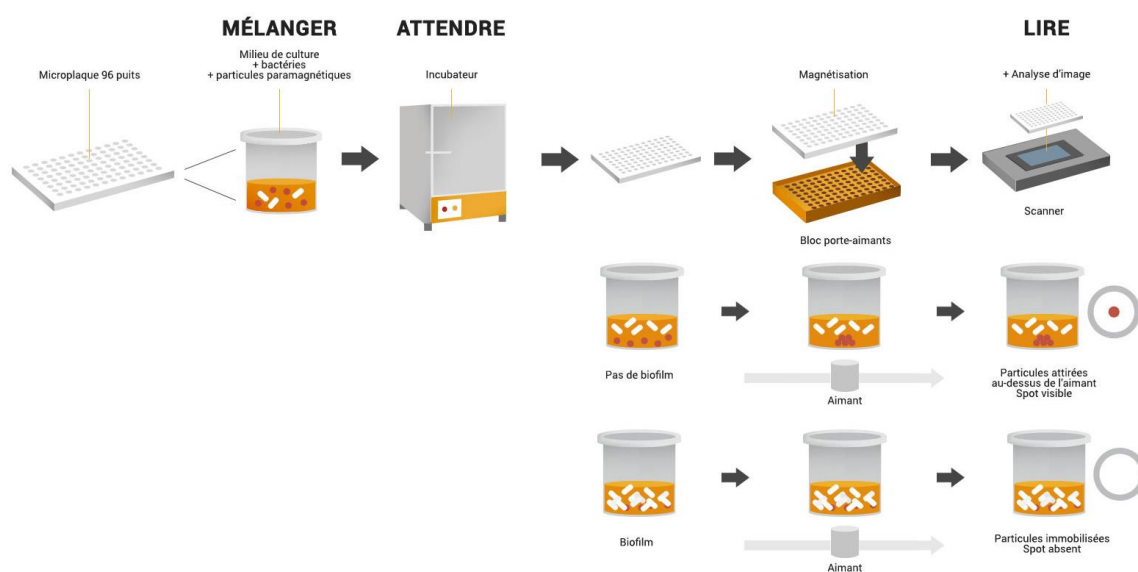 MÉLANGER
ATTENDRE
LIRE
Microplaque 96 puits
Milieu de culture
+ bactéries
+ particules paramagnétiques
Incubateur
Magnétisation
+ Analyse d'image
Bloc porte-aimants
Scanner
Pas de biofilm
Aimant
Particules attirées
au-dessus de l'aimant
Spot visible
Biofilm
Aimant
Particules immobilisées
Spot absent